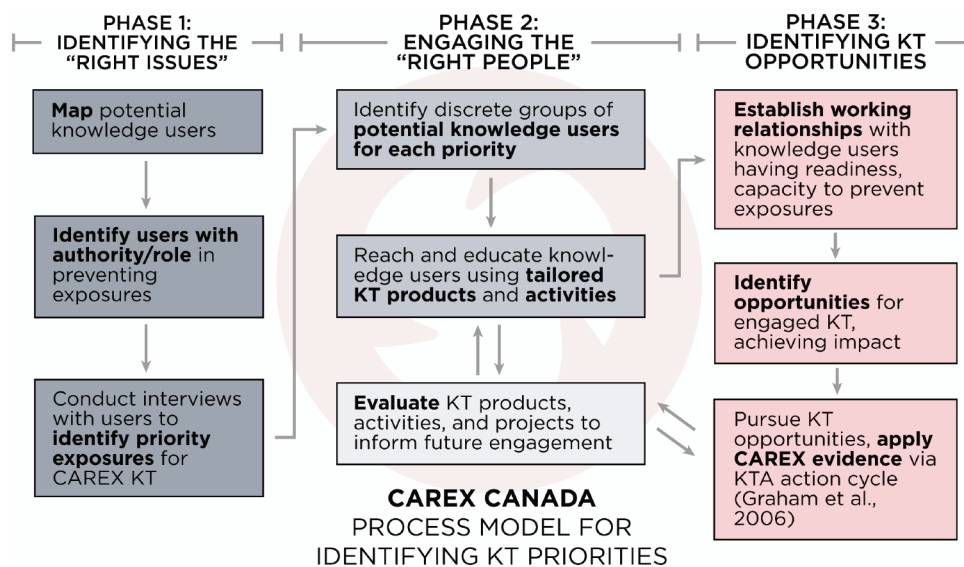 PHASE 1:
IDENTIFYING THE
“RIGHT ISSUES”
Map potential
knowledge users
Identify users with
authority/role in
preventing
exposures
Conduct interviews
with users to
identify priority
exposures for
CAREX KT
PHASE 2:
ENGAGING THE
“RIGHT PEOPLE”
Identify discrete groups of
potential knowledge users
for each priority
Reach and educate knowl-
edge users using tailored
KT products and activities
Evaluate KT products,
activities, and projects to
inform future engagement
PHASE 3:
IDENTIFYING KT
OPPORTUNITIES
Establish working
relationships with
knowledge users
having readiness,
capacity to prevent
exposures
Identify
opportunities for
engaged KT,
achieving impact
Pursue KT
opportunities, apply
CAREX evidence via
KTA action cycle
(Graham et al.,
2006)
CAREX CANADA
PROCESS MODEL FOR
IDENTIFYING KT PRIORITIES